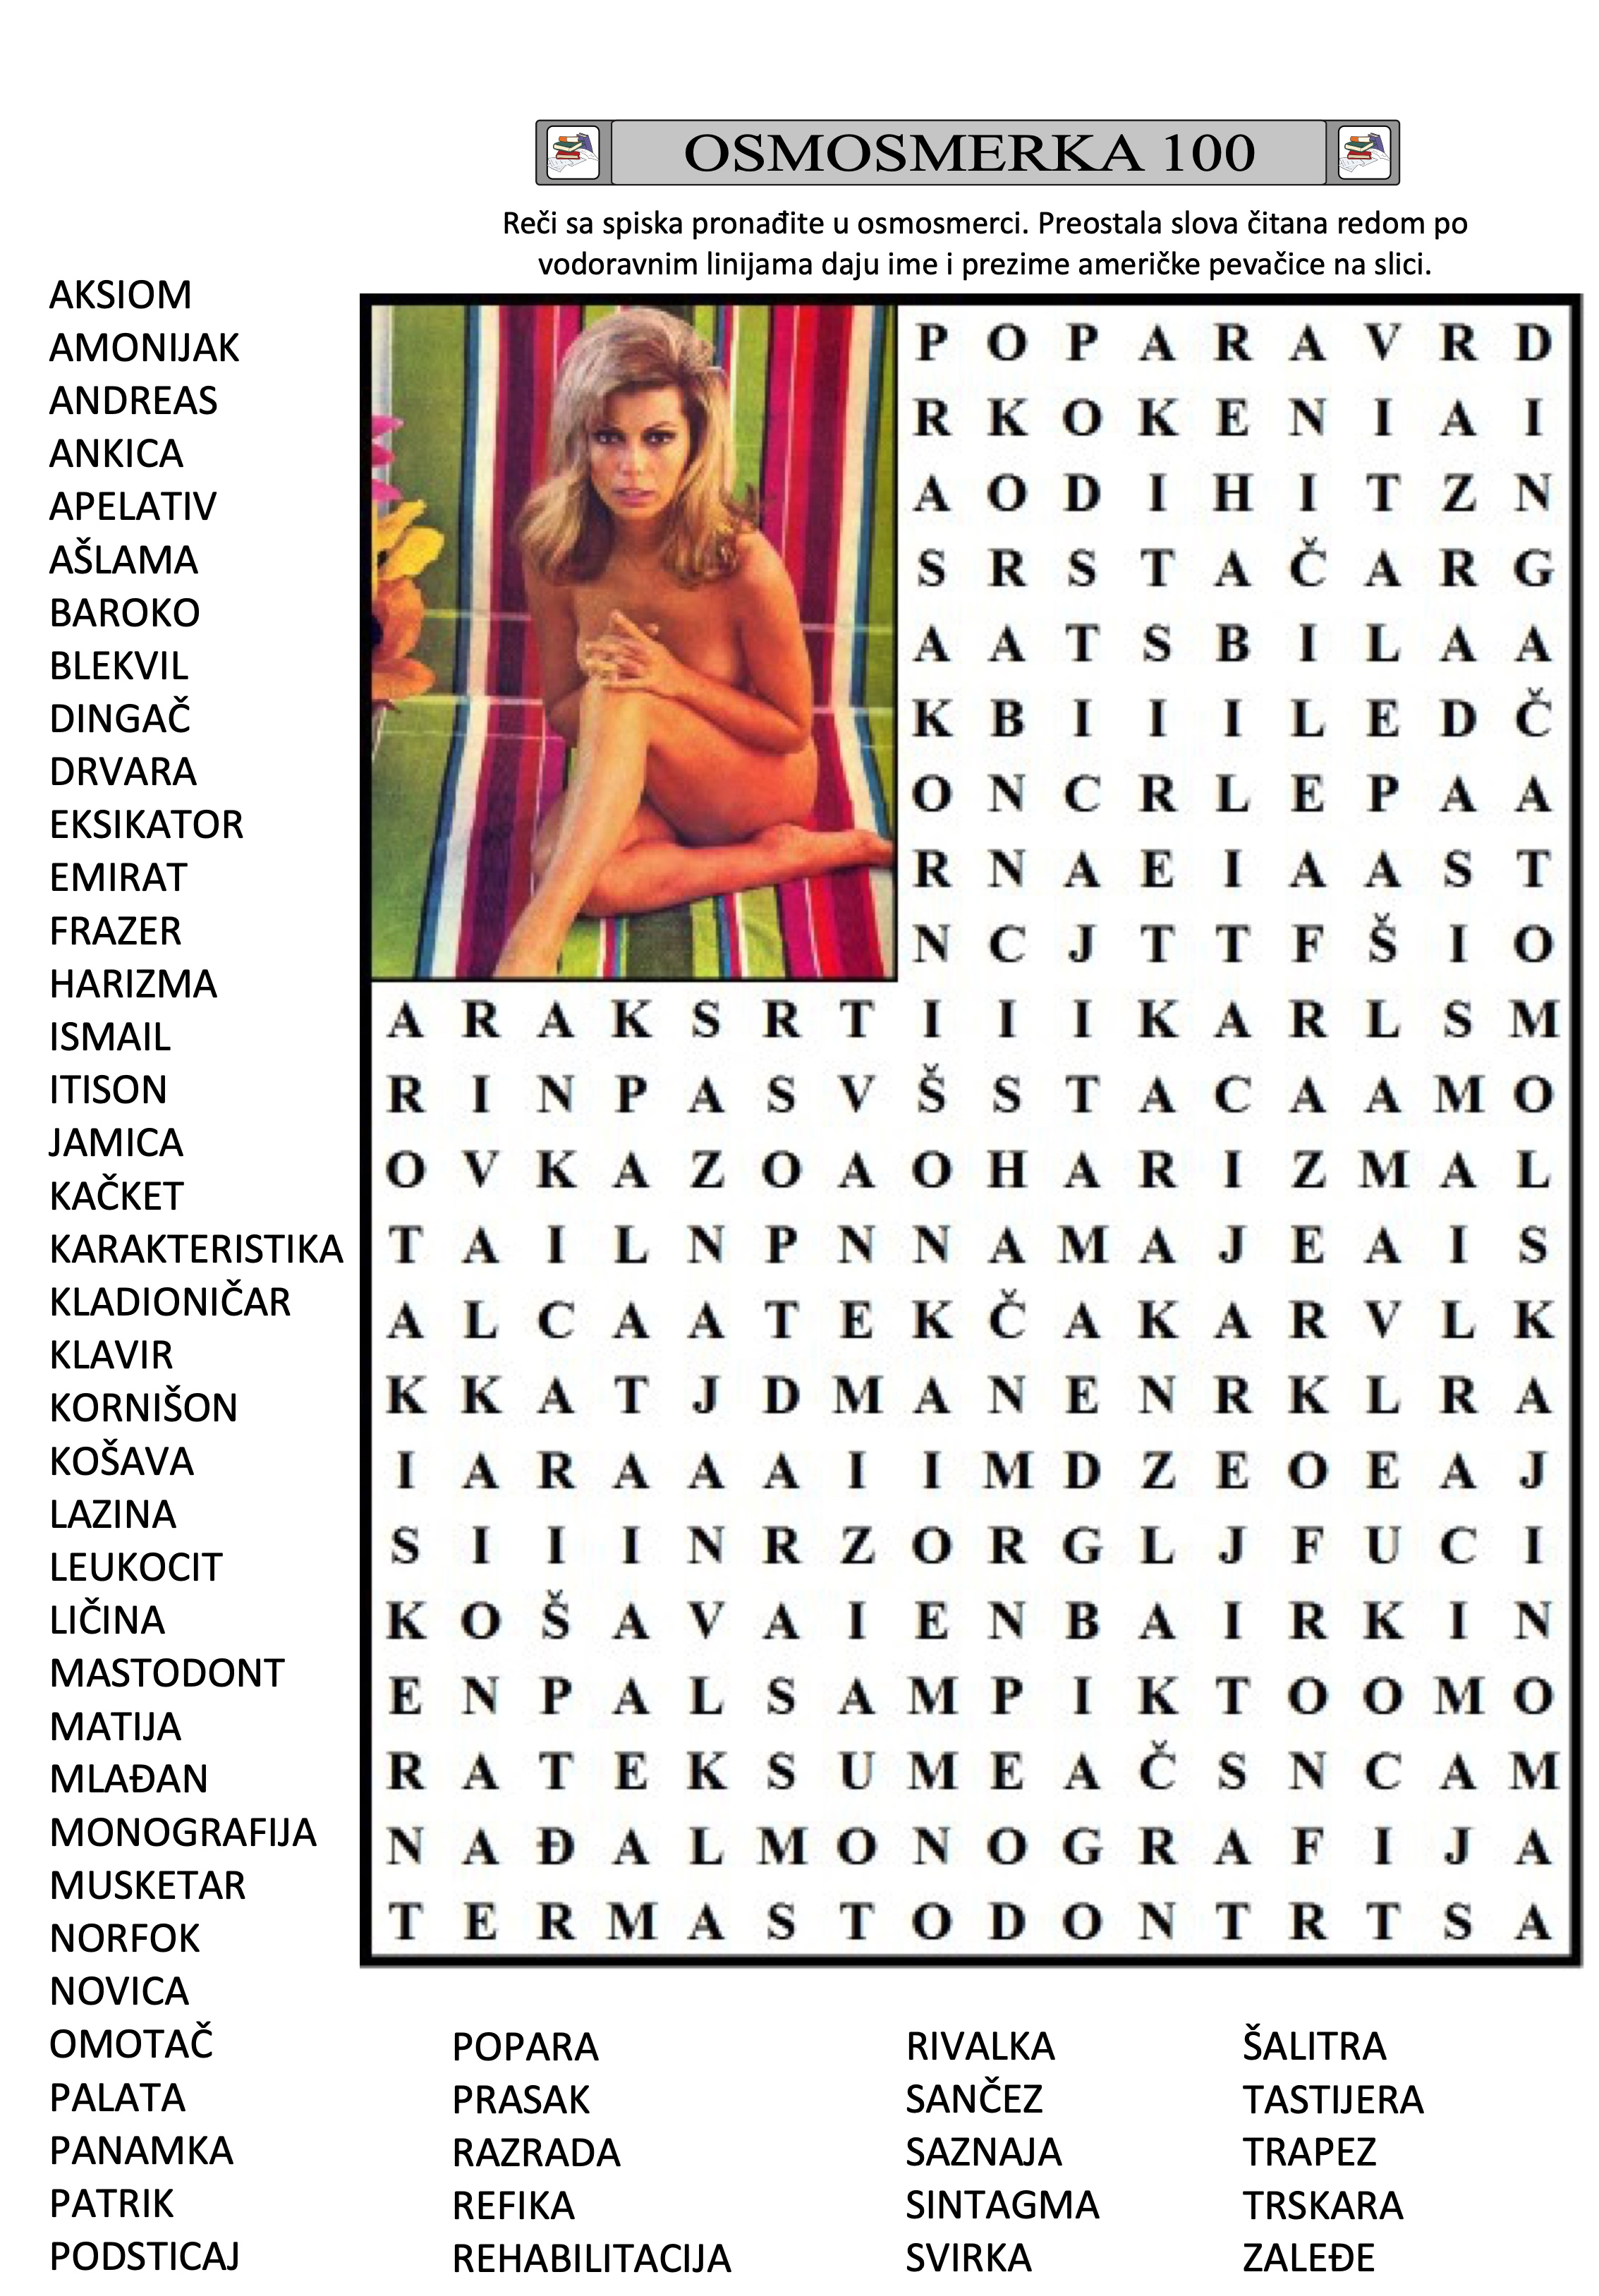 OSMOSMERKA 100
Reči sa spiska pronađite u osmosmerci. Preostala slova čitana redom po
vodoravnim linijama daju ime i prezime američke pevačice na slici.
AKSIOM
AMONIJAK
ANDREAS
ANKICA
APELATIV
AŠLAMA
BAROKO
BLEKVIL
DINGAČ
DRVARA
EKSIKATOR
EMIRAT
FRAZER
HARIZMA
ISMAIL
ITISON
JAMICA
KAČKET
KARAKTERISTIKA
KLADIONIČAR
KLAVIR
KORNIŠON
KOŠAVA
LAZINA
LEUKOCIT
LIČINA
MASTODONT
MATIJA
MLAĐAN
MONOGRAFIJA
MUSKETAR
NORFOK
NOVICA
OMOTAČ
PALATA
PANAMKA
PATRIK
PODSTICAJ
P O P A R A V R D
R K O K E N I A I
A O D I H I T Z N
S R S T A Č A R G
A A T S B I L A A
K B I I I L E D Č
O N C R L E P A A
R N A E I A A S T
N C J T T F Š I O
A R A K S R T I I I K A R L S M
R I N P A S V Š S T A C A A M O
O V K A Z O A O H A R I Z M A L
T A I L N P N N A M A J E A I S
A L C A A T E K Č A K A R V L K
K K A T J D M A N E N R K L R A
I A R A A A I I M D Z E O E A J
S I I I N R Z O R G L J F U C I
K O Š A V A I E N B A I R K I N
E N P A L S A M P I K T O O M O
R A T E K S U M E A Č S N C A M
N A Đ A L M O N O G R A F I J A
T E R M A S T O D O N T R T S A
POPARA
PRASAK
RAZRADA
REFIKA
REHABILITACIJA
RIVALKA
SANČEZ
SAZNAJA
SINTAGMA
SVIRKA
ŠALITRA
TASTIJERA
TRAPEZ
TRSKARA
ZALEĐE